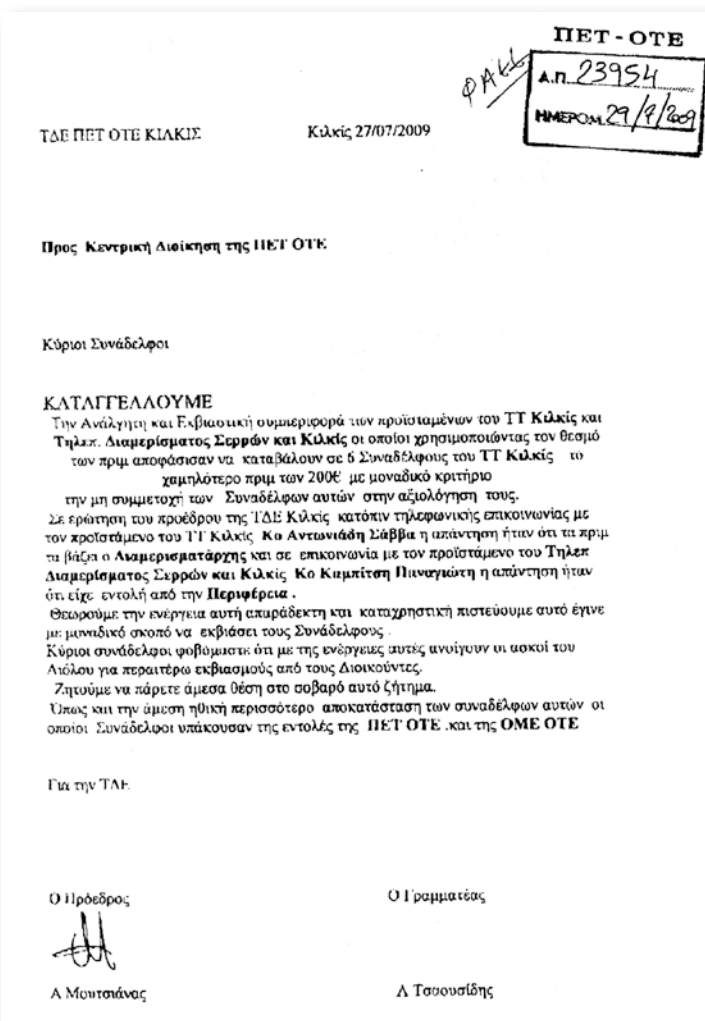 ΠΕΤ - ΟΤΕ
ΦΑΞ
Α.Π. 23954
ΗΜΕΡΟΜ. 29/7/2009
ΤΔΕ ΠΕΤ ΟΤΕ ΚΙΛΚΙΣ Κιλκίς 27/07/2009
Προς Κεντρική Διοίκηση της ΠΕΤ ΟΤΕ
Κύριοι Συνάδελφοι
ΚΑΤΑΓΓΕΛΛΟΥΜΕ
Την Ανάλγητη και Εκβιαστική συμπεριφορά των προϊσταμένων του ΤΤ Κιλκίς και
Τηλεπ. Διαμερίσματος Σερρών και Κιλκίς οι οποίοι χρησιμοποιώντας τον θεσμό
των πριμ αποφάσισαν να καταβάλουν σε 6 Συναδέλφους του ΤΤ Κιλκίς το
χαμηλότερο πριμ των 200€ με μοναδικό κριτήριο
την μη συμμετοχή των Συναδέλφων αυτών στην αξιολόγηση τους.
Σε ερώτηση του προέδρου της ΤΔΕ Κιλκίς κατόπιν τηλεφωνικής επικοινωνίας με
τον προϊστάμενο του ΤΤ Κιλκίς Κο Αντωνιάδη Σάββα η απάντηση ήταν ότι τα πριμ
τα βάζει ο Διαμερισματάρχης και σε επικοινωνία με τον προϊστάμενο του Τηλεπ
Διαμερίσματος Σερρών και Κιλκίς Κο Καμπίτση Παναγιώτη η απάντηση ήταν
ότι είχε εντολή από την Περιφέρεια .
Θεωρούμε την ενέργεια αυτή απαράδεκτη και καταχρηστική πιστεύουμε αυτό έγινε
με μοναδικό σκοπό να εκβιάσει τους Συνάδελφους .
Κύριοι συνάδελφοι φοβόμαστε ότι με της ενέργειες αυτές ανοίγουν οι ασκοί του
Αιόλου για περαιτέρω εκβιασμούς από τους Διοικούντες.
Ζητούμε να πάρετε άμεσα θέση στο σοβαρό αυτό ζήτημα.
Όπως και την άμεση ηθική περισσότερο αποκατάσταση των συναδέλφων αυτών οι
οποίοι Συνάδελφοι υπάκουσαν της εντολές της ΠΕΤ ΟΤΕ .και της ΟΜΕ ΟΤΕ
Για την ΤΔΕ
Ο Πρόεδρος Ο Γραμματέας
Α Μουτσιάνας Λ Τσαουσίδης